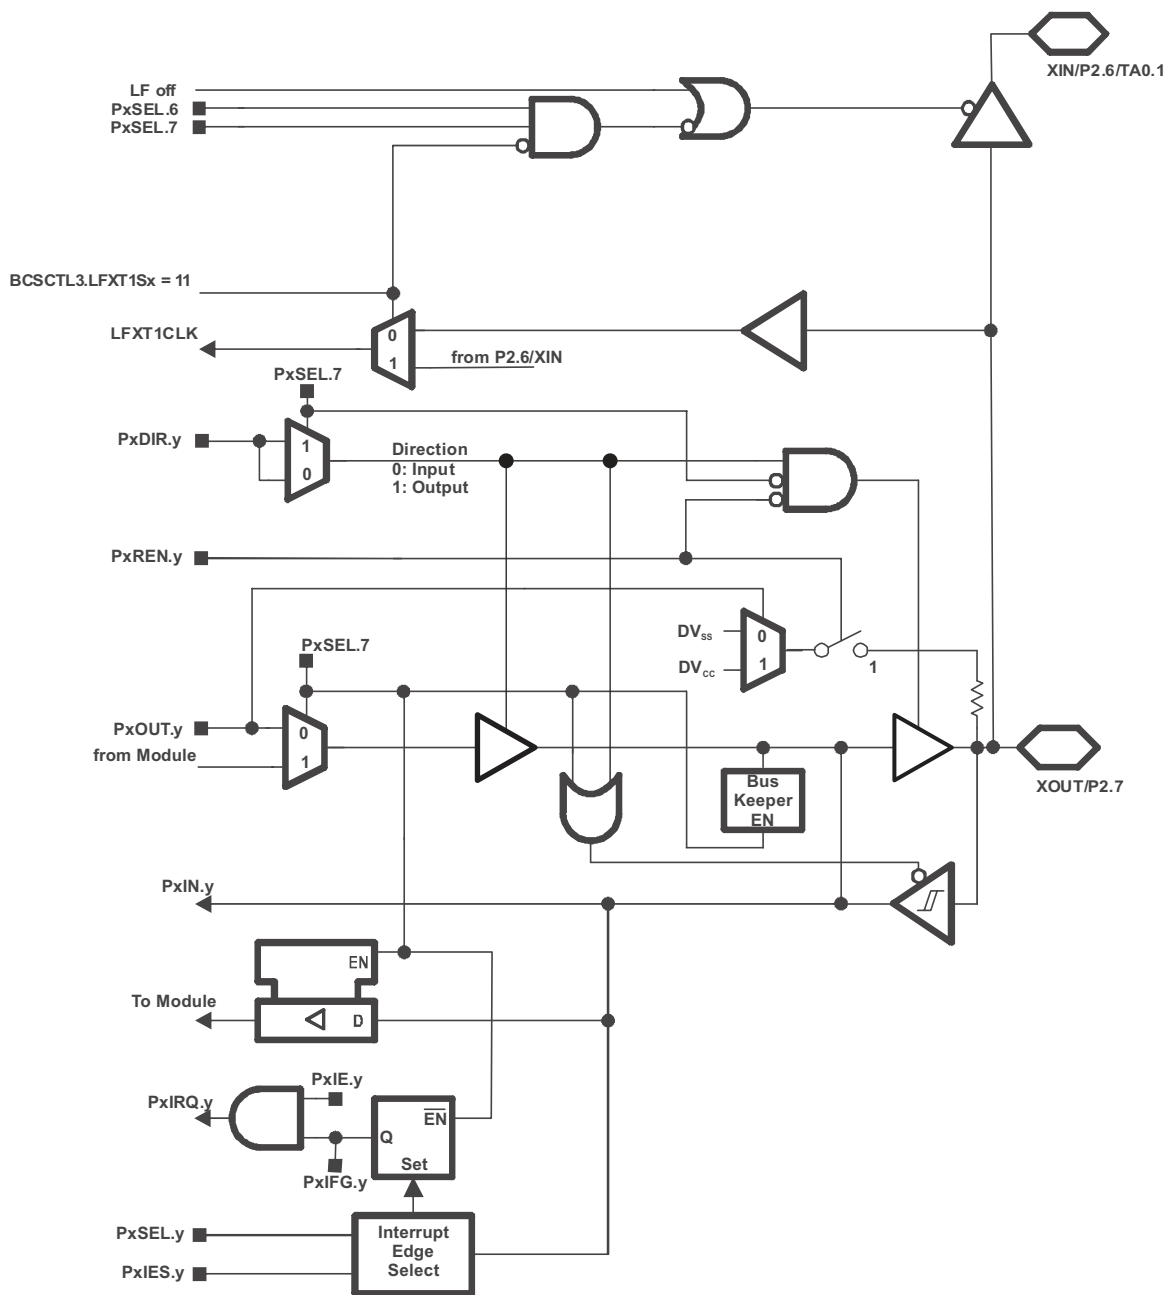 XIN/P2.6/TA0.1
LF off
PxSEL.6
PxSEL.7
BCSCTL3.LFXT1Sx = 11
LFXT1CLK
0
1
from P2.6/XIN
PxSEL.7
PxDIR.y
1
0
Direction
0: Input
1: Output
PxREN.y
DVSS
0
DVCC
1
1
PxSEL.7
PxOUT.y
0
from Module
1
Bus
Keeper
EN
XOUT/P2.7
PxIN.y
EN
To Module
D
PxIE.y
PxIRQ.y
EN
Q
Set
PxIFG.y
PxSEL.y
PxIES.y
Interrupt
Edge
Select